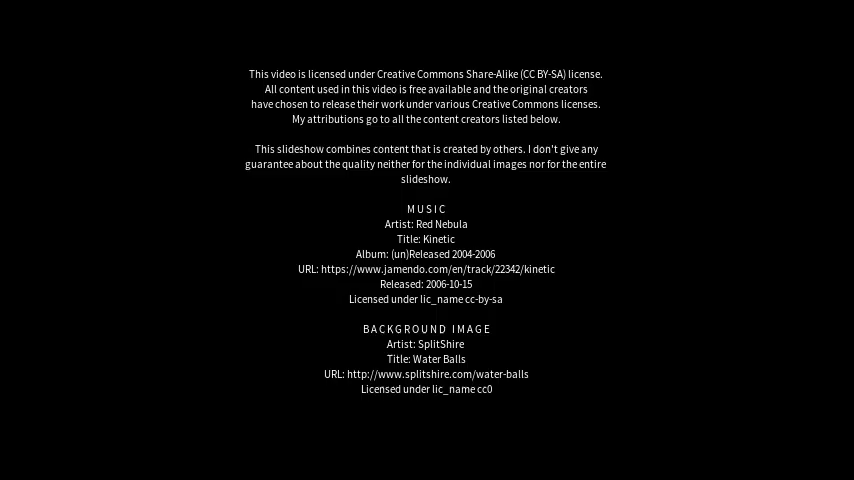 This video is licensed under Creative Commons Share-Alike (CC BY-SA) license.
All content used in this video is free available and the original creators
have chosen to release their work under various Creative Commons licenses.
My attributions go to all the content creators listed below.
This slideshow combines content that is created by others. I don't give any
guarantee about the quality neither for the individual images nor for the entire
slideshow.
MUSIC
Artist: Red Nebula
Title: Kinetic
Album: (un)Released 2004-2006
URL: https://www.jamendo.com/en/track/22342/kinetic
Released: 2006-10-15
Licensed under lic_name cc-by-sa
BACKGROUND IMAGE
Artist: SplitShire
Title: Water Balls
URL: http://www.splitshire.com/water-balls
Licensed under lic_name cc0